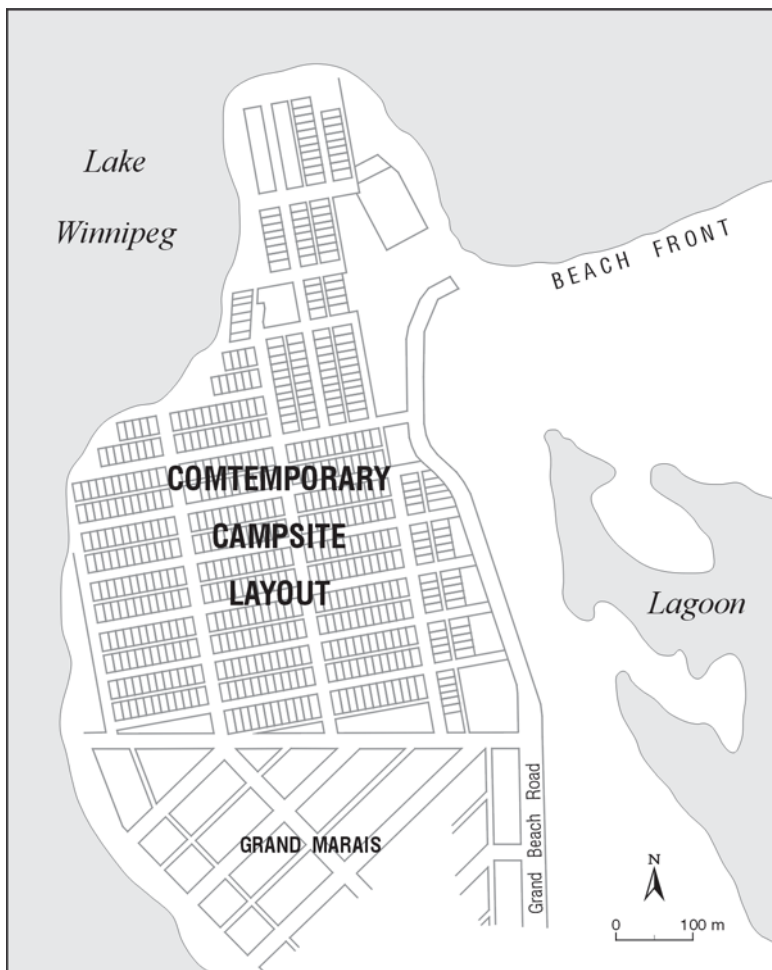 Lake
Winnipeg
BEACH FRONT
COMTEMPORARY
CAMPSITE
LAYOUT
Lagoon
GRAND MARAIS
Grand Beach Road
N
0 100 m